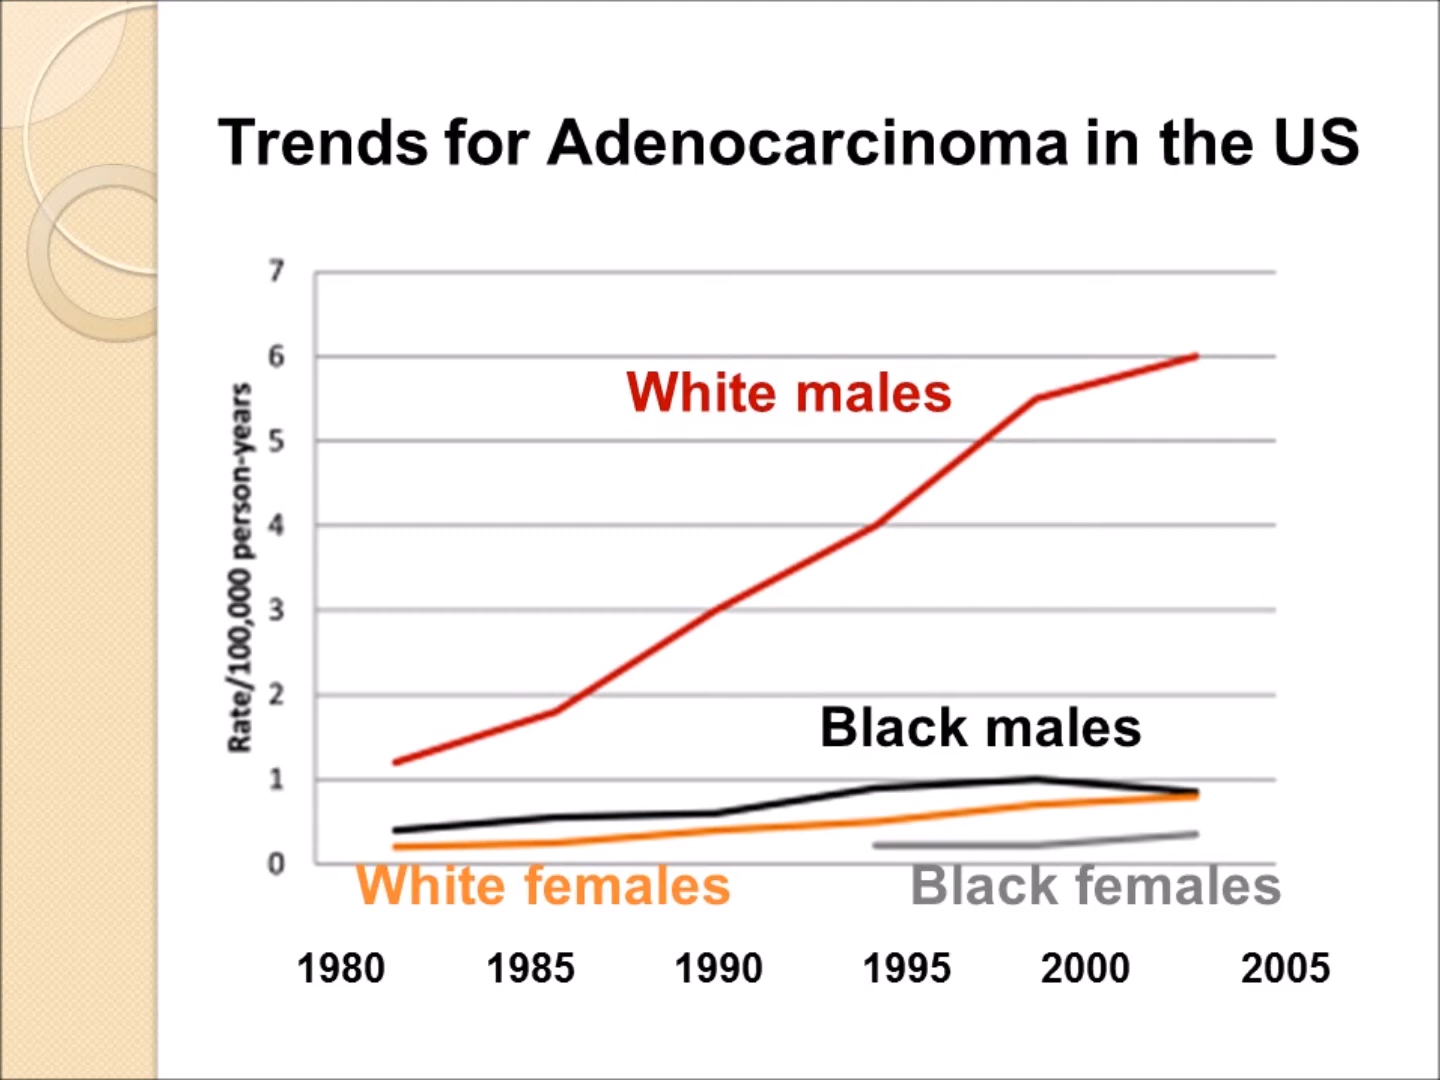 Trends for Adenocarcinoma in the US
Rate/100,000 person-years
7
6
5
4
3
2
1
0
White males
Black males
White females
Black females
1980 1985 1990 1995 2000 2005